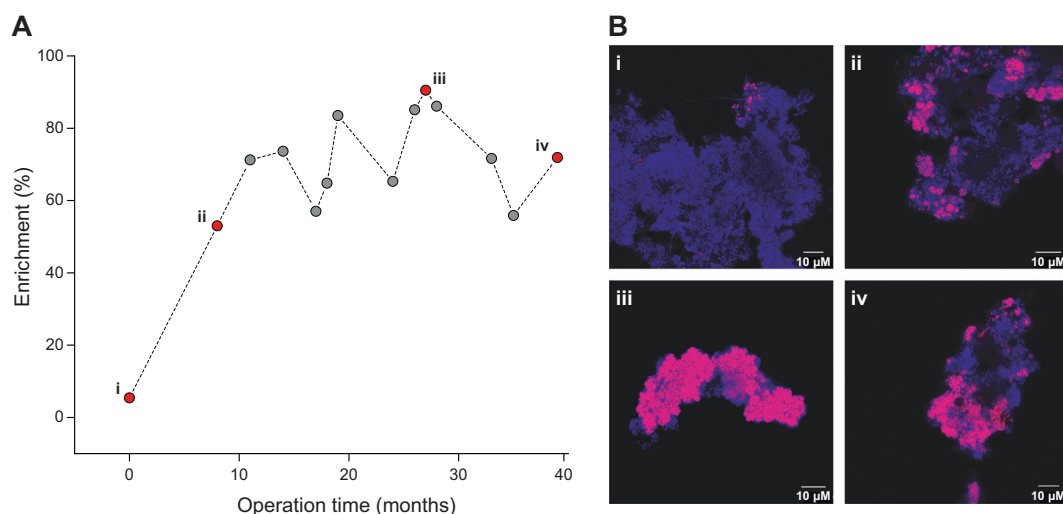 A
B
100
80
60
40
20
0
Enrichment (%)
i
ii
iii
iv
0 10 20 30 40
Operation time (months)
i
10 µM
ii
10 µM
iii
10 µM
iv
10 µM